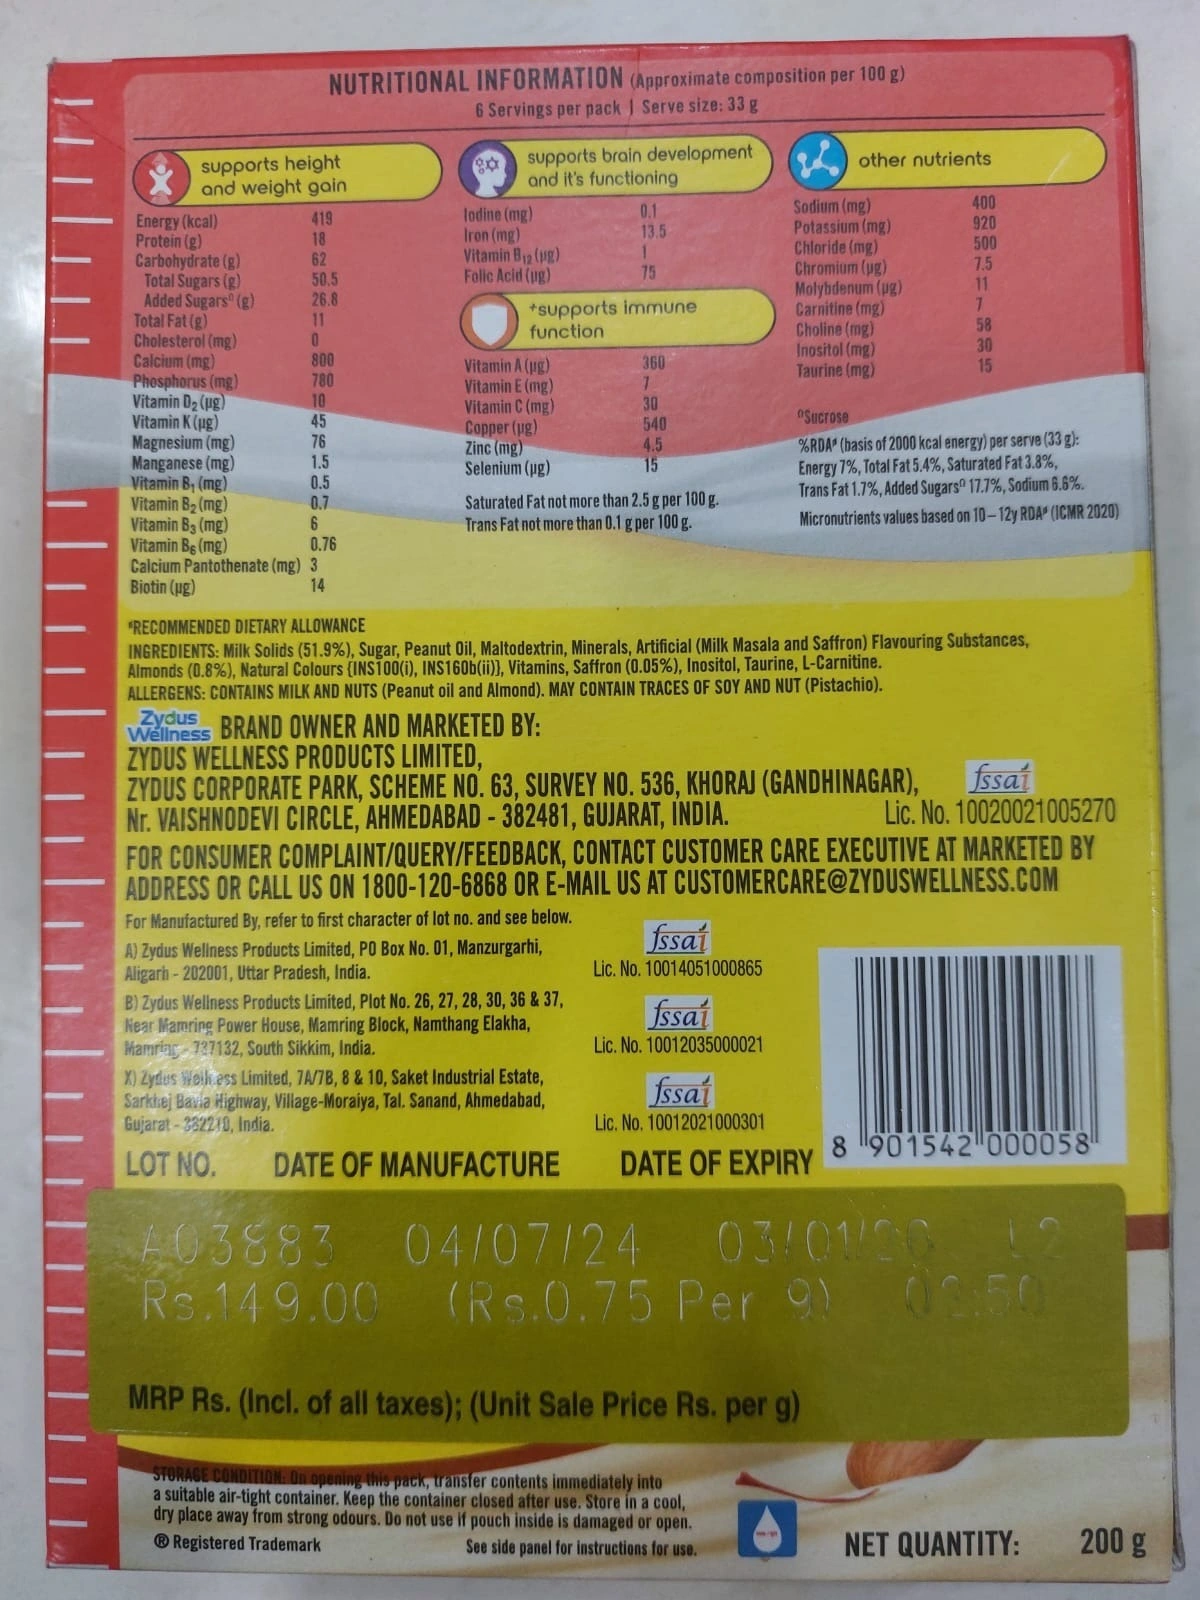 NUTRITIONAL INFORMATION (Approximate composition per 100 g)
6 Servings per pack | Serve size: 33 g
supports height
and weight gain
Energy (kcal) 419
Protein (g) 18
Carbohydrate (g) 62
Total Sugars (g) 50.5
Added Sugarsᴼ (g) 26.8
Total Fat (g) 11
Cholesterol (mg) 0
Calcium (mg) 800
Phosphorus (mg) 780
Vitamin D₂ (µg) 10
Vitamin K (µg) 45
Magnesium (mg) 76
Manganese (mg) 1.5
Vitamin B₁ (mg) 0.5
Vitamin B₂ (mg) 0.7
Vitamin B₃ (mg) 6
Vitamin B₆ (mg) 0.76
Calcium Pantothenate (mg) 3
Biotin (µg) 14
supports brain development
and it's functioning
Iodine (mg) 0.1
Iron (mg) 13.5
Vitamin B₁₂ (µg) 1
Folic Acid (µg) 75
+supports immune
function
Vitamin A (µg) 360
Vitamin E (mg) 7
Vitamin C (mg) 30
Copper (µg) 540
Zinc (mg) 4.5
Selenium (µg) 15
Saturated Fat not more than 2.5 g per 100 g.
Trans Fat not more than 0.1 g per 100 g.
other nutrients
Sodium (mg) 400
Potassium (mg) 920
Chloride (mg) 500
Chromium (µg) 7.5
Molybdenum (µg) 11
Carnitine (mg) 7
Choline (mg) 58
Inositol (mg) 30
Taurine (mg) 15
ᴼSucrose
%RDA# (basis of 2000 kcal energy) per serve (33 g):
Energy 7%, Total Fat 5.4%, Saturated Fat 3.8%,
Trans Fat 1.7%, Added Sugarsᴼ 17.7%, Sodium 6.6%.
Micronutrients values based on 10 – 12y RDA# (ICMR 2020)
#RECOMMENDED DIETARY ALLOWANCE
INGREDIENTS: Milk Solids (51.9%), Sugar, Peanut Oil, Maltodextrin, Minerals, Artificial (Milk Masala and Saffron) Flavouring Substances,
Almonds (0.8%), Natural Colours {INS100(i), INS160b(ii)}, Vitamins, Saffron (0.05%), Inositol, Taurine, L-Carnitine.
ALLERGENS: CONTAINS MILK AND NUTS (Peanut oil and Almond). MAY CONTAIN TRACES OF SOY AND NUT (Pistachio).
Zydus
Wellness BRAND OWNER AND MARKETED BY:
ZYDUS WELLNESS PRODUCTS LIMITED,
ZYDUS CORPORATE PARK, SCHEME NO. 63, SURVEY NO. 536, KHORAJ (GANDHINAGAR),
Nr. VAISHNODEVI CIRCLE, AHMEDABAD - 382481, GUJARAT, INDIA.
fssai
Lic. No. 10020021005270
FOR CONSUMER COMPLAINT/QUERY/FEEDBACK, CONTACT CUSTOMER CARE EXECUTIVE AT MARKETED BY
ADDRESS OR CALL US ON 1800-120-6868 OR E-MAIL US AT CUSTOMERCARE@ZYDUSWELLNESS.COM
For Manufactured By, refer to first character of lot no. and see below.
A) Zydus Wellness Products Limited, PO Box No. 01, Manzurgarhi,
Aligarh - 202001, Uttar Pradesh, India.
fssai
Lic. No. 10014051000865
B) Zydus Wellness Products Limited, Plot No. 26, 27, 28, 30, 36 & 37,
Near Mamring Power House, Mamring Block, Namthang Elakha,
Mamring - 737132, South Sikkim, India.
fssai
Lic. No. 10012035000021
X) Zydus Wellness Limited, 7A/7B, 8 & 10, Saket Industrial Estate,
Sarkhej Bavla Highway, Village-Moraiya, Tal. Sanand, Ahmedabad,
Gujarat - 382210, India.
fssai
Lic. No. 10012021000301
8 901542 000058
LOT NO. DATE OF MANUFACTURE DATE OF EXPIRY
A03883 04/07/24 03/01/26 L2
Rs.149.00 (Rs.0.75 Per g) 02:50
MRP Rs. (Incl. of all taxes); (Unit Sale Price Rs. per g)
STORAGE CONDITION: On opening this pack, transfer contents immediately into
a suitable air-tight container. Keep the container closed after use. Store in a cool,
dry place away from strong odours. Do not use if pouch inside is damaged or open.
® Registered Trademark
See side panel for instructions for use.
NET QUANTITY: 200 g